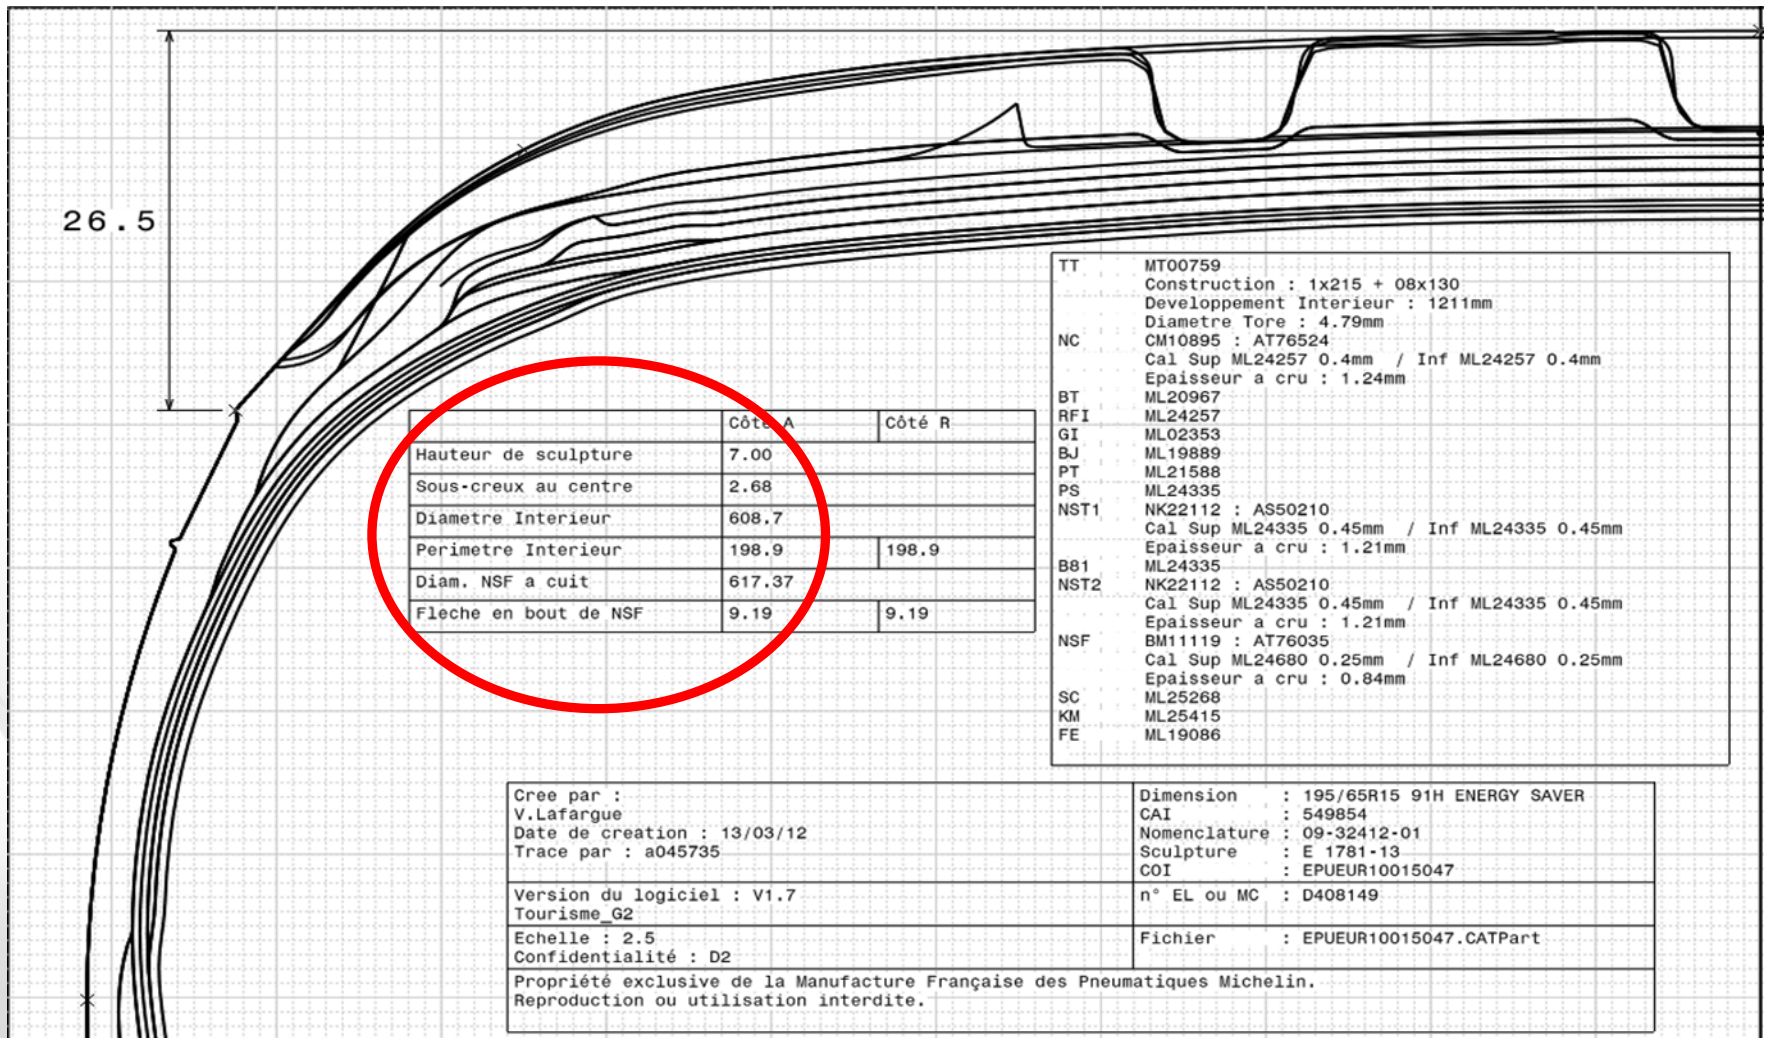 26.5
Côté A Côté R
Hauteur de sculpture 7.00
Sous-creux au centre 2.68
Diametre Interieur 608.7
Perimetre Interieur 198.9 198.9
Diam. NSF a cuit 617.37
Fleche en bout de NSF 9.19 9.19
TT MT00759
Construction : 1x215 + 08x130
Developpement Interieur : 1211mm
Diametre Tore : 4.79mm
NC CM10895 : AT76524
Cal Sup ML24257 0.4mm / Inf ML24257 0.4mm
Epaisseur a cru : 1.24mm
BT ML20967
RFI ML24257
GI ML02353
BJ ML19889
PT ML21588
PS ML24335
NST1 NK22112 : AS50210
Cal Sup ML24335 0.45mm / Inf ML24335 0.45mm
Epaisseur a cru : 1.21mm
B81 ML24335
NST2 NK22112 : AS50210
Cal Sup ML24335 0.45mm / Inf ML24335 0.45mm
Epaisseur a cru : 1.21mm
NSF BM11119 : AT76035
Cal Sup ML24680 0.25mm / Inf ML24680 0.25mm
Epaisseur a cru : 0.84mm
SC ML25268
KM ML25415
FE ML19086
Cree par :
V.Lafargue
Date de creation : 13/03/12
Trace par : a045735
Dimension : 195/65R15 91H ENERGY SAVER
CAI : 549854
Nomenclature : 09-32412-01
Sculpture : E 1781-13
COI : EPUEUR10015047
Version du logiciel : V1.7
Tourisme_G2
n° EL ou MC : D408149
Echelle : 2.5
Confidentialité : D2
Fichier : EPUEUR10015047.CATPart
Propriété exclusive de la Manufacture Française des Pneumatiques Michelin.
Reproduction ou utilisation interdite.